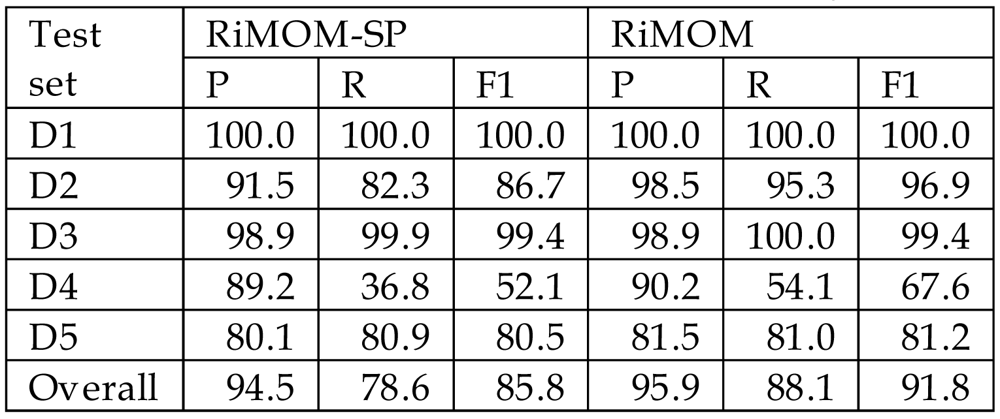 Test set RiMOM-SP RiMOM
P R F1 P R F1
D1 100.0 100.0 100.0 100.0 100.0 100.0
D2 91.5 82.3 86.7 98.5 95.3 96.9
D3 98.9 99.9 99.4 98.9 100.0 99.4
D4 89.2 36.8 52.1 90.2 54.1 67.6
D5 80.1 80.9 80.5 81.5 81.0 81.2
Overall 94.5 78.6 85.8 95.9 88.1 91.8